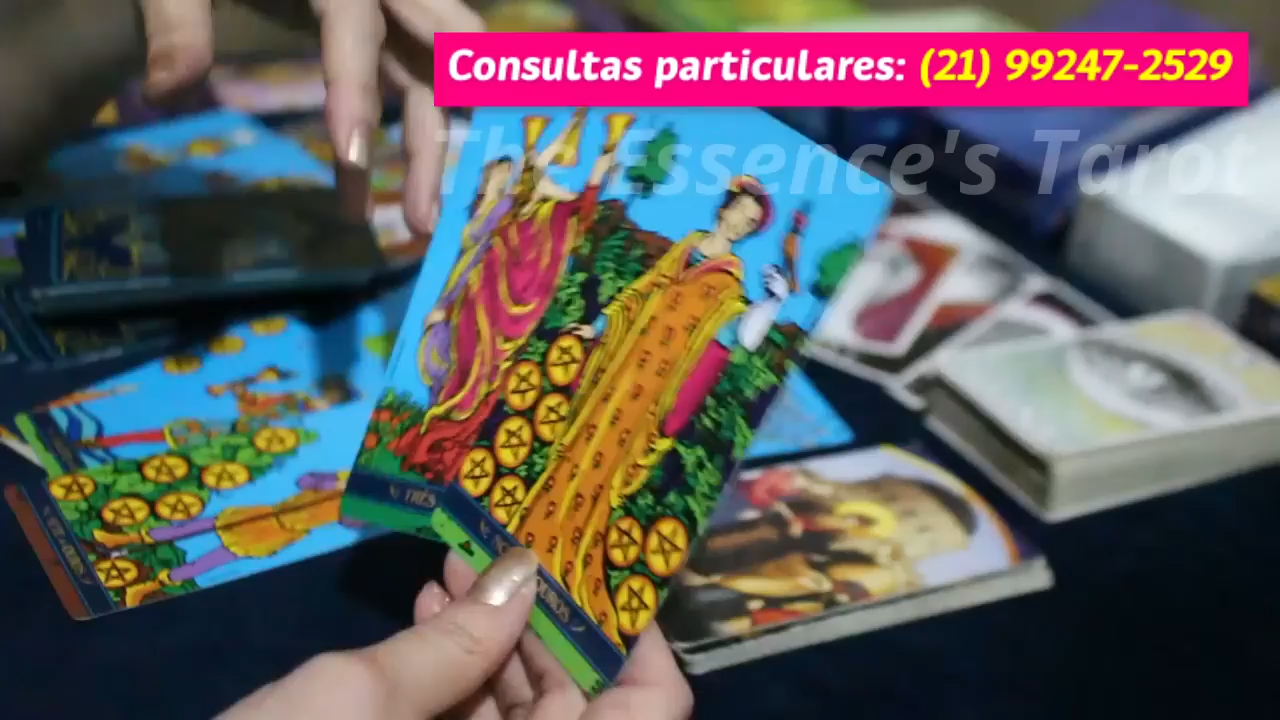 Consultas particulares: (21) 99247-2529
The Essence's Tarot
TRÊS